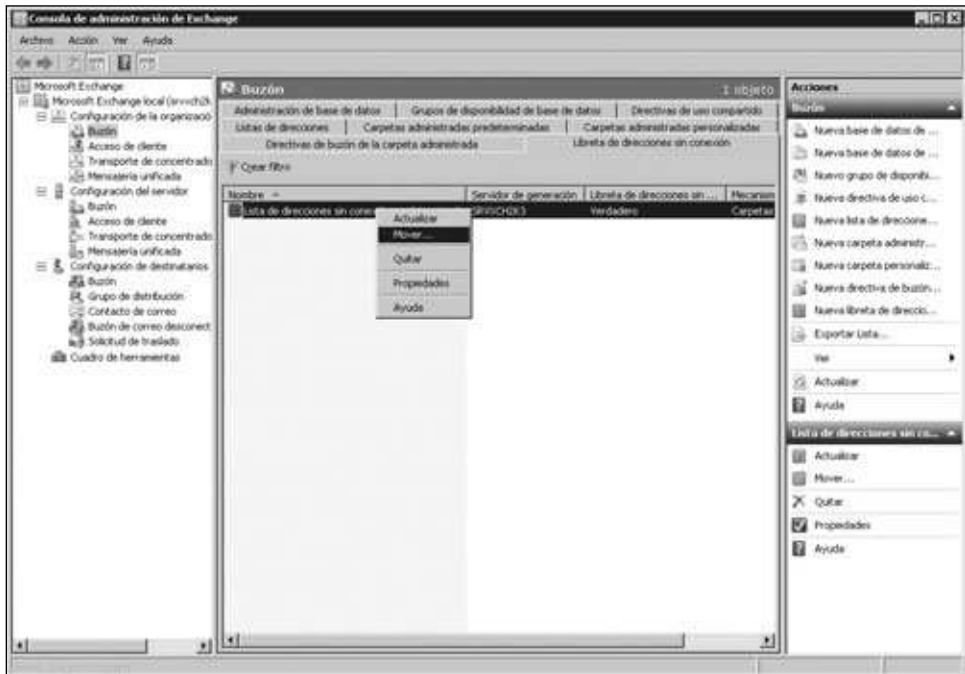 Consola de administración de Exchange
Archivo Acción Ver Ayuda
Microsoft Exchange
Microsoft Exchange local
Configuración de la organizació
Buzón
Acceso de cliente
Transporte de concentrado
Mensajería unificada
Configuración del servidor
Buzón
Acceso de cliente
Transporte de concentrado
Mensajería unificada
Configuración de destinatarios
Buzón
Grupo de distribución
Contacto de correo
Buzón de correo desconect
Solicitud de traslado
Cuadro de herramientas
Buzón 1 objeto
Administración de base de datos Grupos de disponibilidad de base de datos Directivas de uso compartido
Listas de direcciones Carpetas administradas predeterminadas Carpetas administradas personalizadas
Directivas de buzón de la carpeta administrada Libreta de direcciones sin conexión
Crear filtro
Nombre Servidor de generación Libreta de direcciones sin ... Mecanism
Lista de direcciones sin Verdadero Carpetas
Actualizar
Mover...
Quitar
Propiedades
Ayuda
Acciones
Buzón
Nueva base de datos de ...
Nueva base de datos de ...
Nuevo grupo de disponibi...
Nueva directiva de uso c...
Nueva lista de direccione...
Nueva carpeta administr...
Nueva carpeta personaliz...
Nueva directiva de buzón...
Nueva libreta de direccio...
Exportar lista...
Ver
Actualizar
Ayuda
Lista de direcciones sin co...
Actualizar
Mover...
Quitar
Propiedades
Ayuda